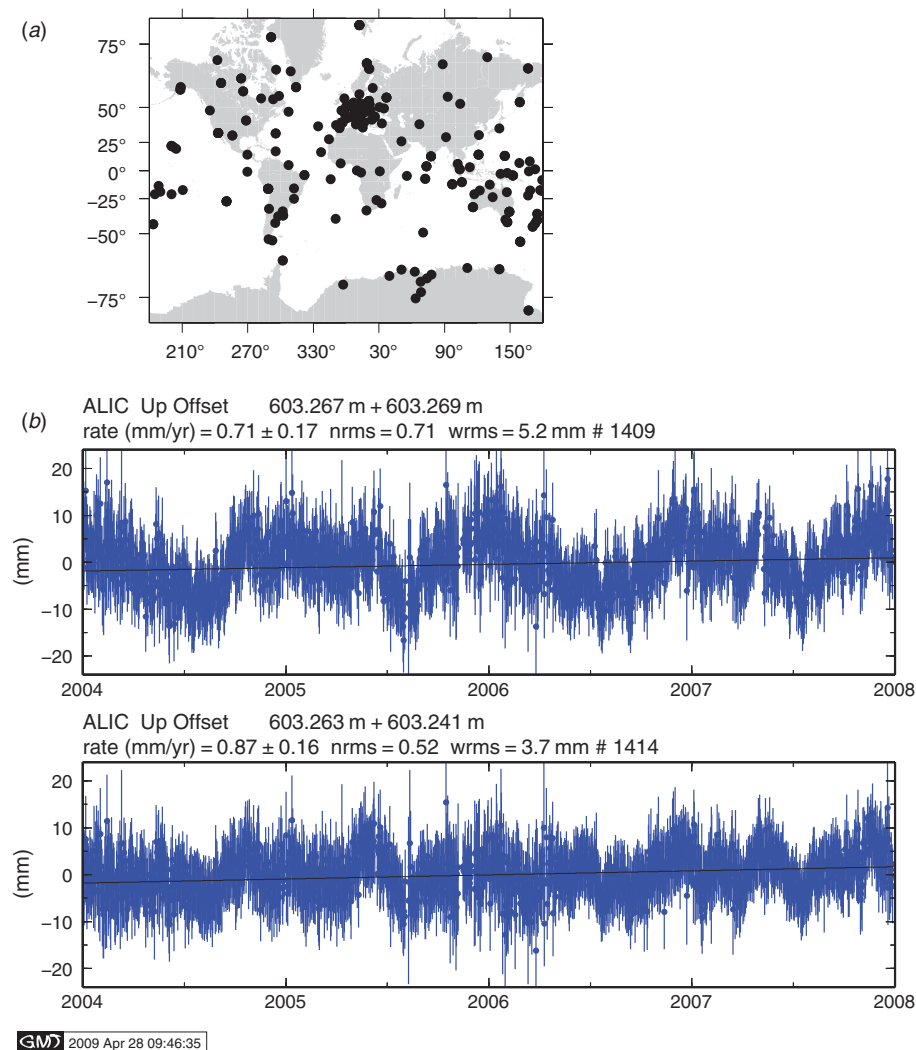 (a)
75°
50°
25°
0°
−25°
−50°
−75°
210° 270° 330° 30° 90° 150°
(b)
ALIC Up Offset 603.267 m + 603.269 m
rate (mm/yr) = 0.71 ± 0.17 nrms = 0.71 wrms = 5.2 mm # 1409
20
10
0
−10
−20
(mm)
2004 2005 2006 2007 2008
ALIC Up Offset 603.263 m + 603.241 m
rate (mm/yr) = 0.87 ± 0.16 nrms = 0.52 wrms = 3.7 mm # 1414
20
10
0
−10
−20
(mm)
2004 2005 2006 2007 2008
GMT 2009 Apr 28 09:46:35